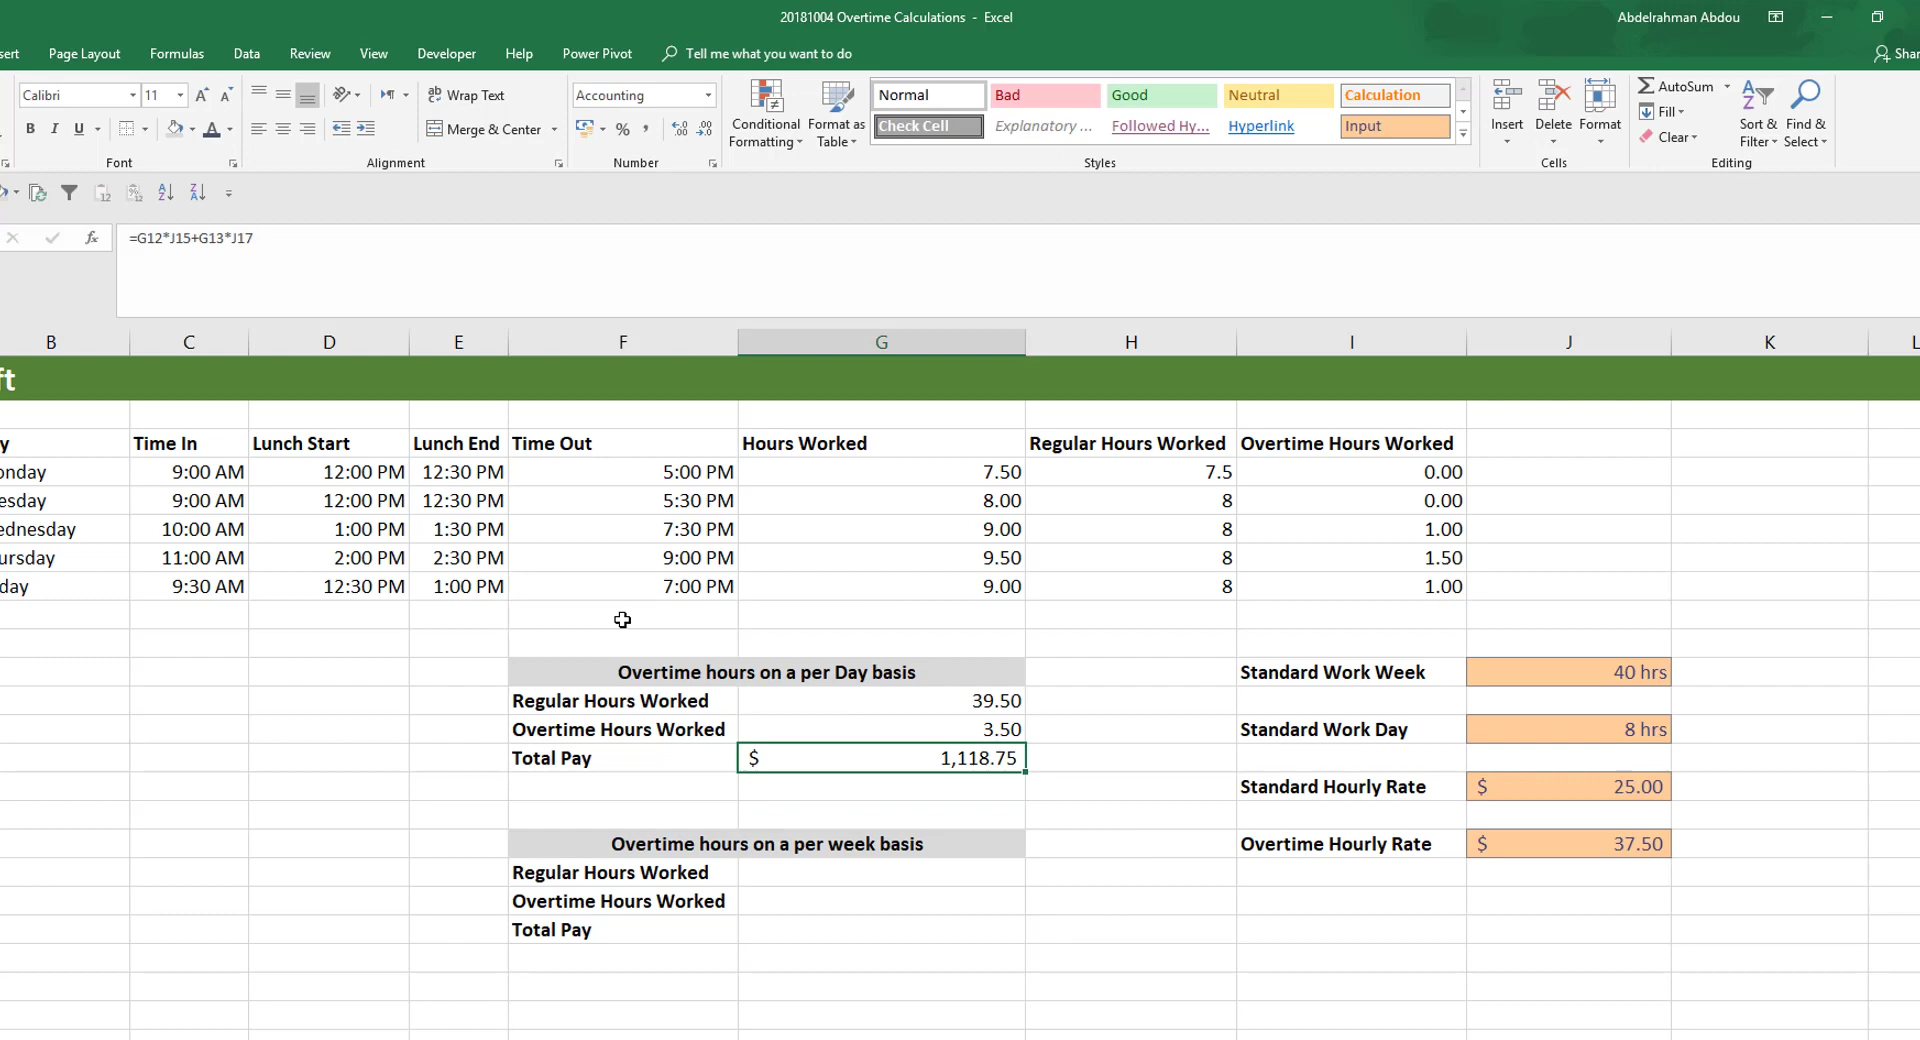 20181004 Overtime Calculations - Excel
Abdelrahman Abdou
sert Page Layout Formulas Data Review View Developer Help Power Pivot Tell me what you want to do Shar
Calibri 11 A A Wrap Text Accounting Normal Bad Good Neutral Calculation AutoSum
B I U A Merge & Center % , .00 Conditional Formatting Format as Table Check Cell Explanatory ... Followed Hy... Hyperlink Input Insert Delete Format Fill Clear Sort & Filter Find & Select
Font Alignment Number Styles Cells Editing
fx =G12*J15+G13*J17
B C D E F G H I J K L
ft
y Time In Lunch Start Lunch End Time Out Hours Worked Regular Hours Worked Overtime Hours Worked
onday 9:00 AM 12:00 PM 12:30 PM 5:00 PM 7.50 7.5 0.00
esday 9:00 AM 12:00 PM 12:30 PM 5:30 PM 8.00 8 0.00
ednesday 10:00 AM 1:00 PM 1:30 PM 7:30 PM 9.00 8 1.00
ursday 11:00 AM 2:00 PM 2:30 PM 9:00 PM 9.50 8 1.50
day 9:30 AM 12:30 PM 1:00 PM 7:00 PM 9.00 8 1.00
Overtime hours on a per Day basis Standard Work Week 40 hrs
Regular Hours Worked 39.50
Overtime Hours Worked 3.50 Standard Work Day 8 hrs
Total Pay $ 1,118.75
Standard Hourly Rate $ 25.00
Overtime hours on a per week basis Overtime Hourly Rate $ 37.50
Regular Hours Worked
Overtime Hours Worked
Total Pay